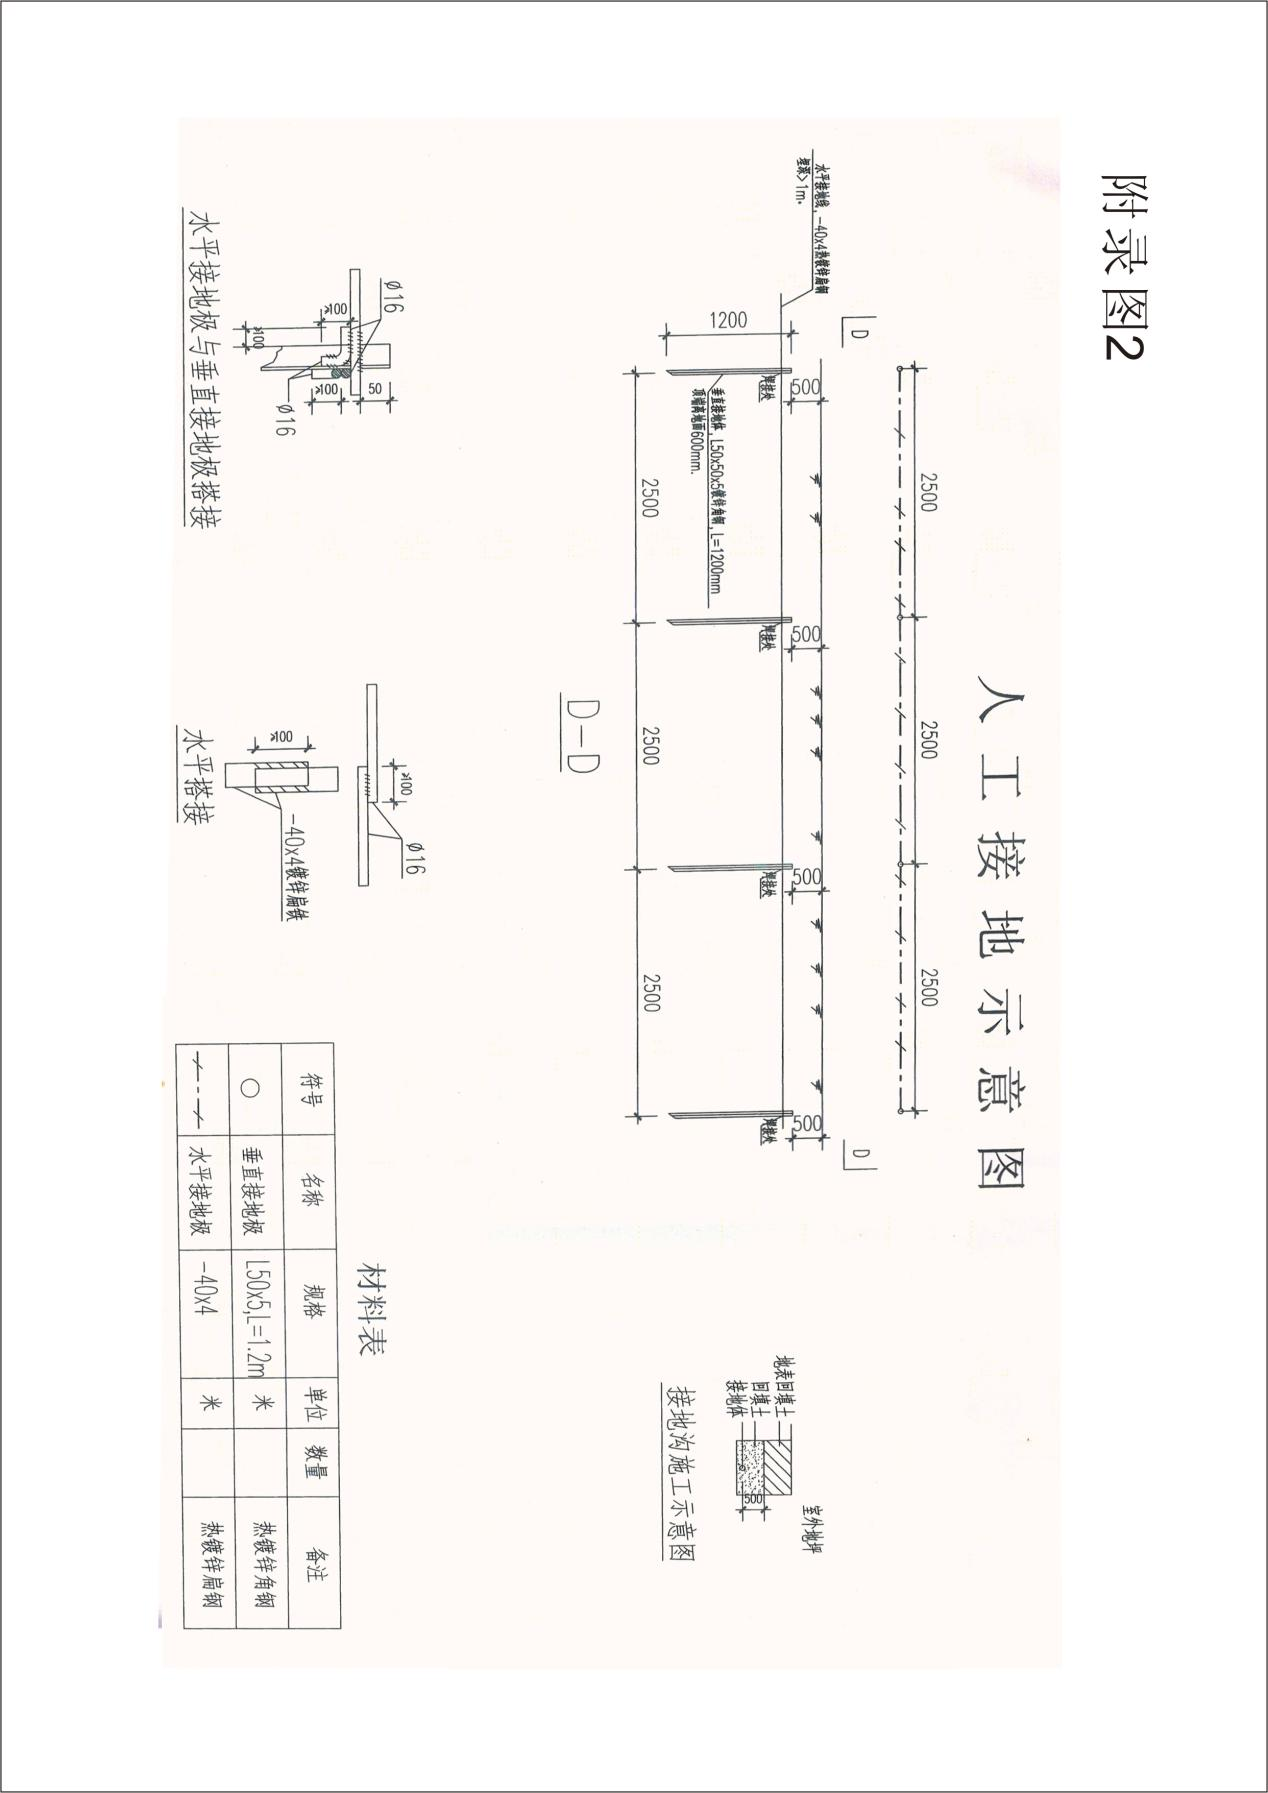 附录图2
人工接地示意图
2500
2500
2500
D
D
水平接地线,-40x4热镀锌扁钢
埋深>1m.
500
500
500
500
焊接处
焊接处
焊接处
焊接处
1200
垂直接地体,L50x50x5镀锌角钢,L=1200mm
顶端离地面600mm.
2500
2500
2500
D-D
室外地坪
地表回填土
回填土
接地体
500
接地沟施工示意图
Ø16
≥100
50
≥100
≥100
Ø16
水平接地极与垂直接地极搭接
≥100
Ø16
≥100
-40x4镀锌扁铁
水平搭接
材料表
符号 名称 规格 单位 数量 备注
垂直接地极 L50x5,L=1.2m 米 热镀锌角钢
水平接地极 -40x4 米 热镀锌扁钢